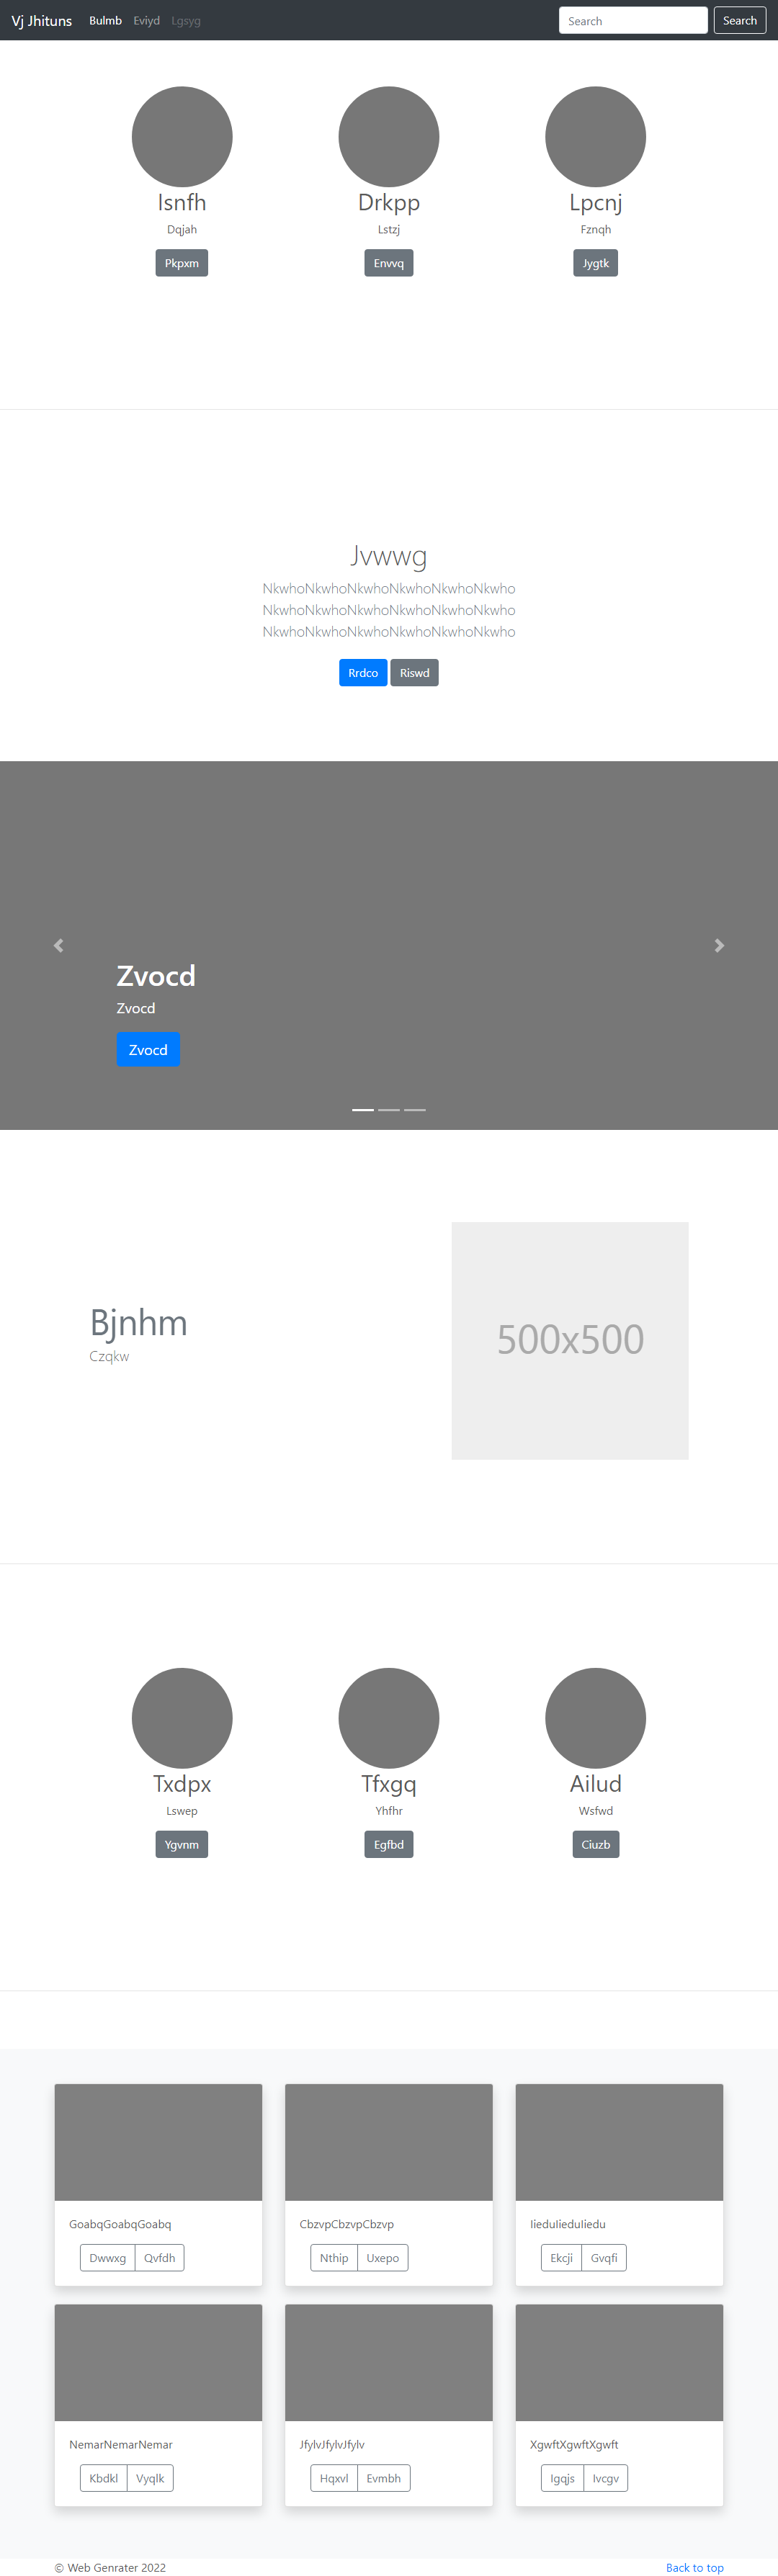 Vj Jhituns Bulmb Eviyd Lgsyg Search Search
Isnfh Drkpp Lpcnj
Dqjah Lstzj Fznqh
Pkpxm Envvq Jygtk
Jvwwg
NkwhoNkwhoNkwhoNkwhoNkwhoNkwho
NkwhoNkwhoNkwhoNkwhoNkwhoNkwho
NkwhoNkwhoNkwhoNkwhoNkwhoNkwho
Rrdco Riswd
Zvocd
Zvocd
Zvocd
Bjnhm
Czqkw
500x500
Txdpx Tfxgq Ailud
Lswep Yhfhr Wsfwd
Ygvnm Egfbd Ciuzb
GoabqGoabqGoabq CbzvpCbzvpCbzvp IieduIieduIiedu
Dwwxg Qvfdh Nthip Uxepo Ekcji Gvqfi
NemarNemarNemar JfylvJfylvJfylv XgwftXgwftXgwft
Kbdkl Vyqlk Hqxvl Evmbh Igqjs Ivcgv
© Web Genrater 2022 Back to top